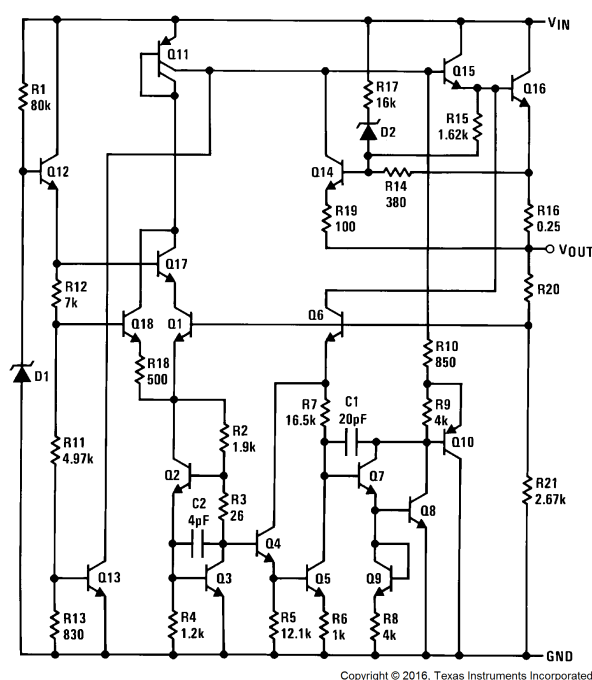 VIN
Q11
R1
80k
R17
16k
Q15
Q16
D2
R15
1.62k
Q12
Q14
R14
380
R16
0.25
R19
100
VOUT
Q17
R12
7k
Q6
R20
Q18
Q1
R10
850
R18
500
D1
C1
20pF
R7
16.5k
R9
4k
R2
1.9k
Q10
R11
4.97k
Q2
Q7
R21
2.67k
R3
26
C2
4pF
Q8
Q4
Q13
Q3
Q5
Q9
R13
830
R4
1.2k
R5
12.1k
R6
1k
R8
4k
GND
Copyright © 2016, Texas Instruments Incorporated